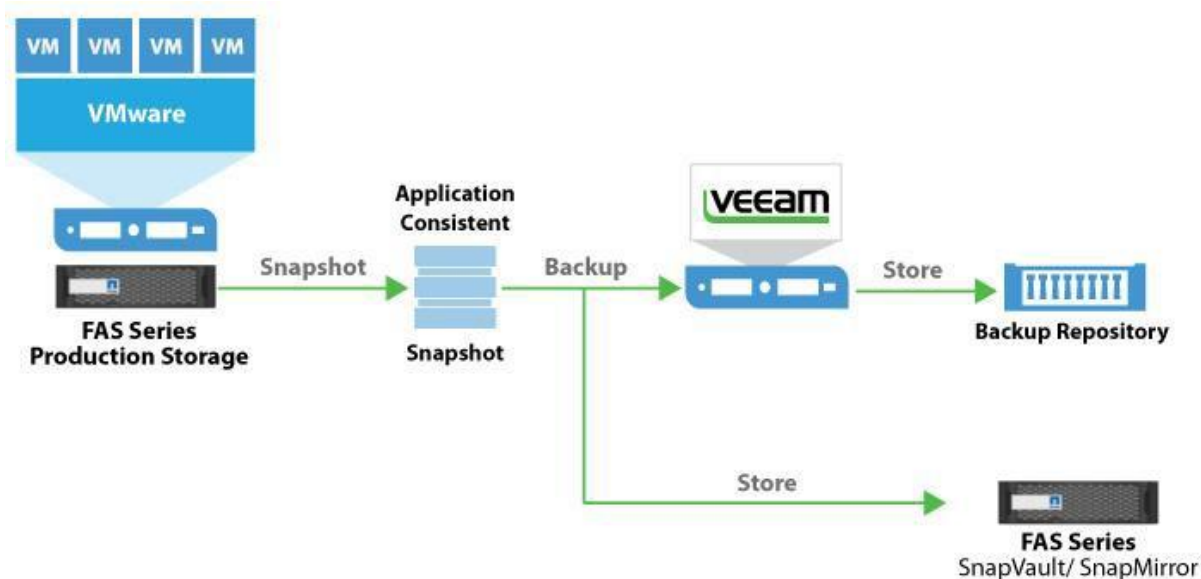 VM VM VM VM
VMware
Application
Consistent
veeam
Snapshot
Backup
Store
FAS Series
Production Storage
Snapshot
Backup Repository
Store
FAS Series
SnapVault/ SnapMirror